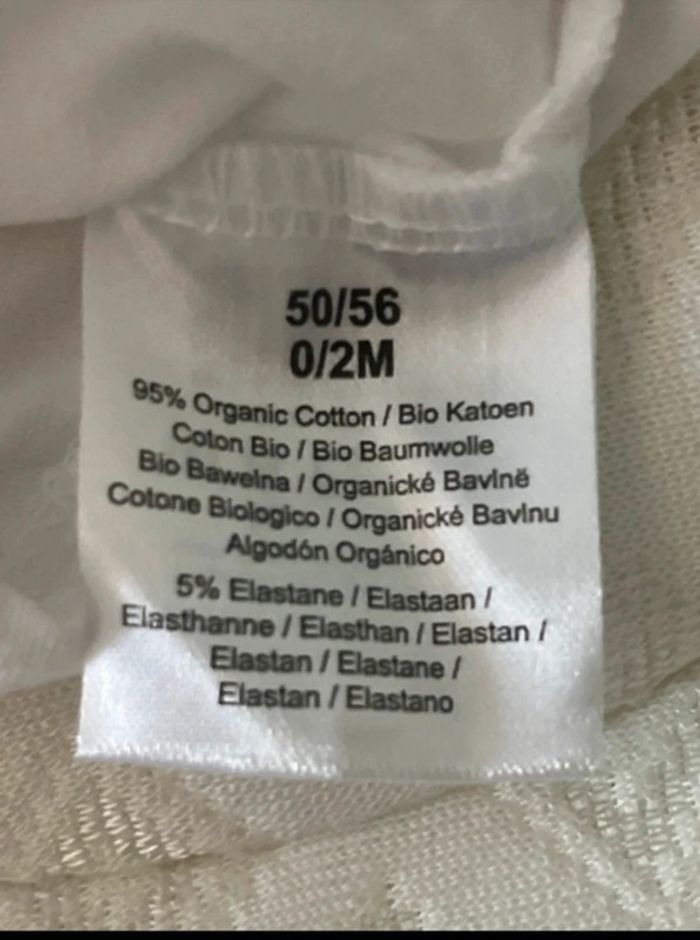 50/56
0/2M
95% Organic Cotton / Bio Katoen
Coton Bio / Bio Baumwolle
Bio Bawełna / Organické Bavlně
Cotone Biologico / Organické Bavlnu
Algodón Orgánico
5% Elastane / Elastaan /
Elasthanne / Elasthan / Elastan /
Elastan / Elastane /
Elastan / Elastano